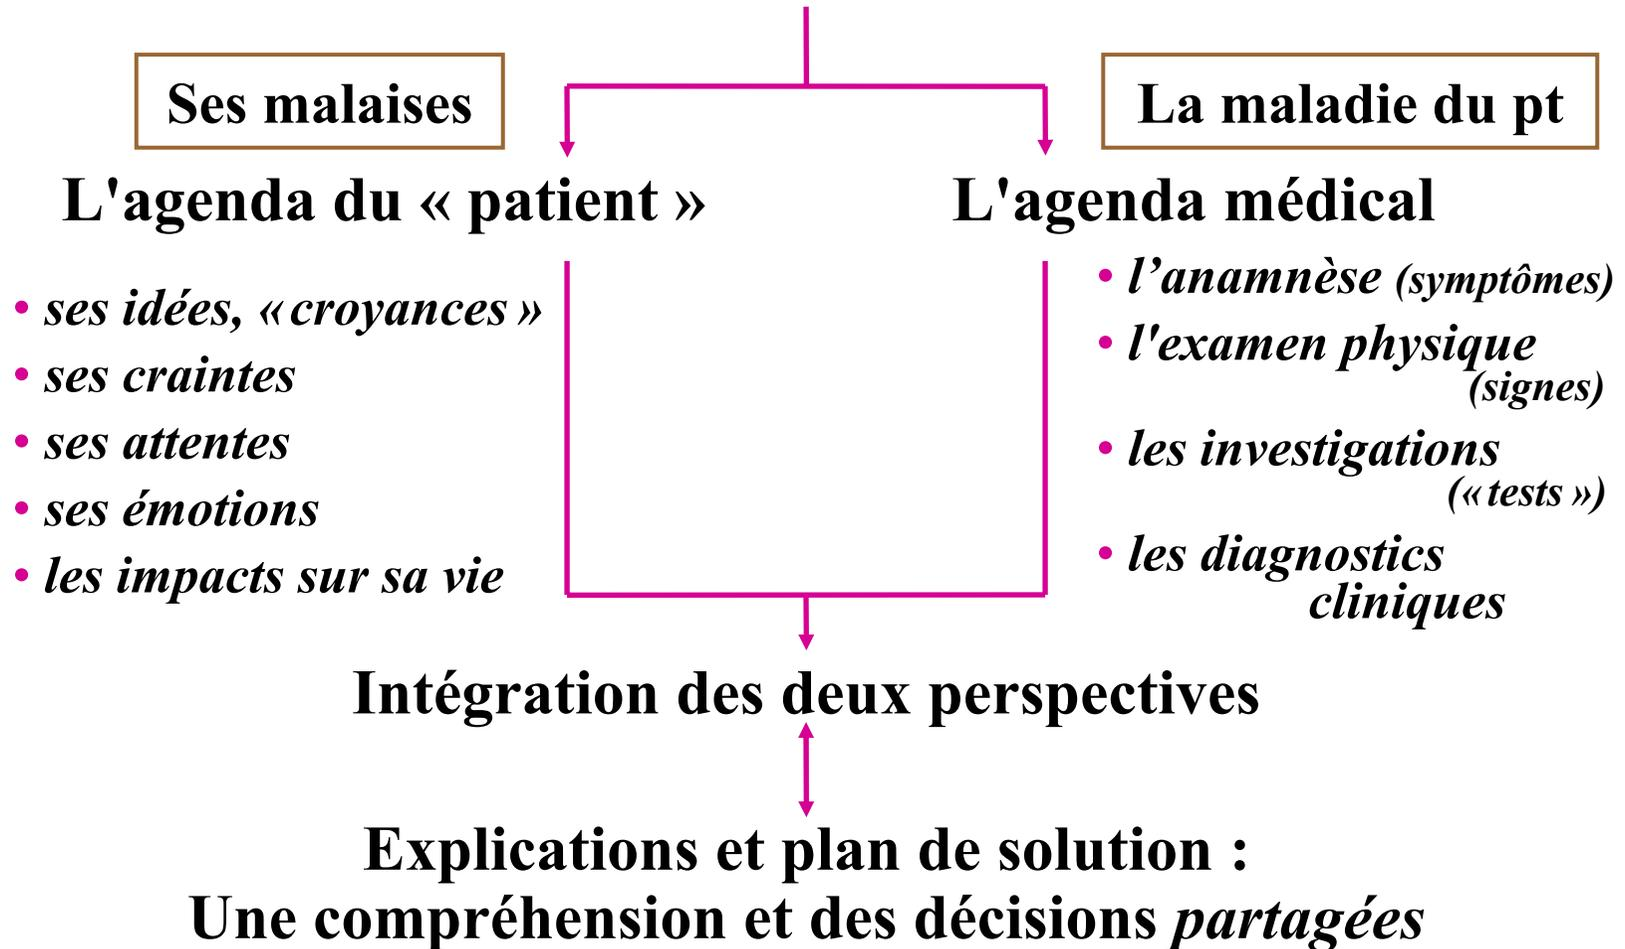 Ses malaises
La maladie du pt
L'agenda du « patient »
L'agenda médical
• ses idées, « croyances »
• ses craintes
• ses attentes
• ses émotions
• les impacts sur sa vie
• l’anamnèse (symptômes)
• l'examen physique
(signes)
• les investigations
(« tests »)
• les diagnostics
cliniques
Intégration des deux perspectives
Explications et plan de solution :
Une compréhension et des décisions partagées